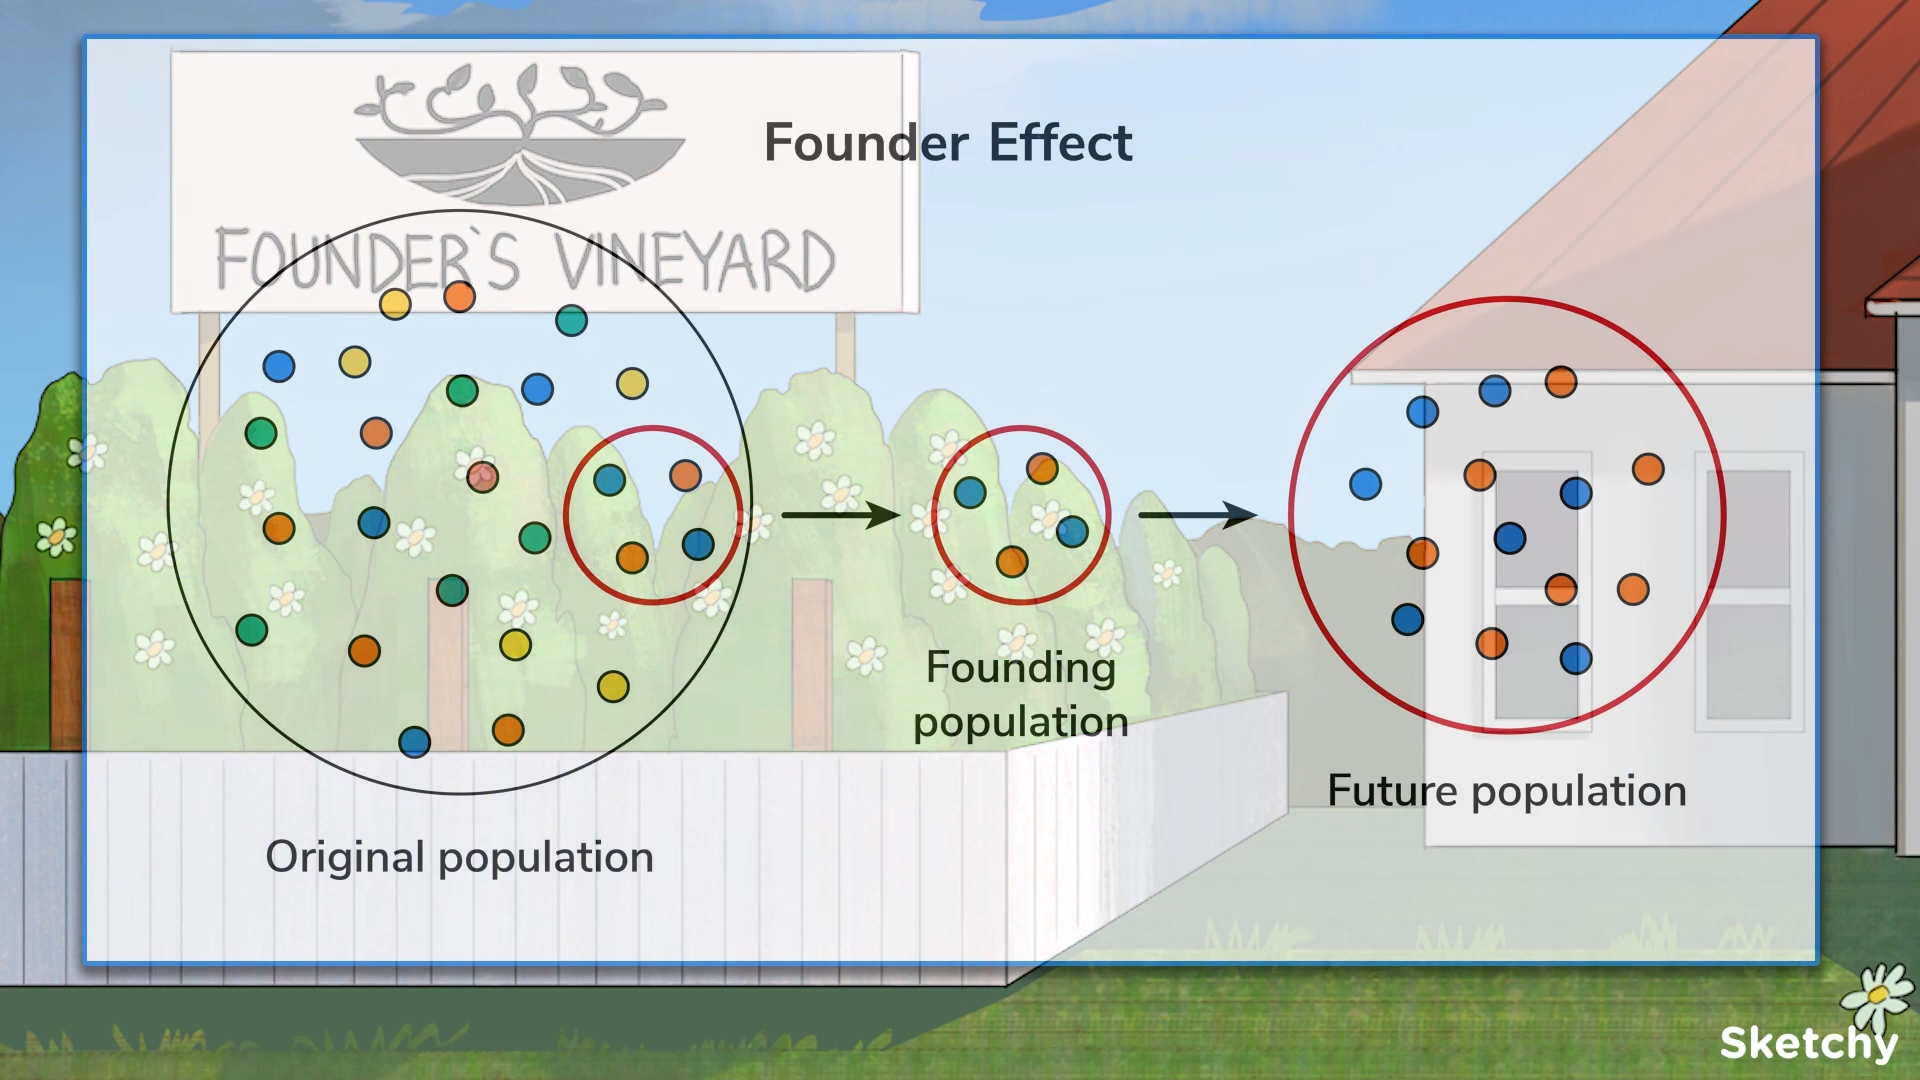 Founder Effect
FOUNDER'S VINEYARD
Founding
population
Future population
Original population
Sketchy